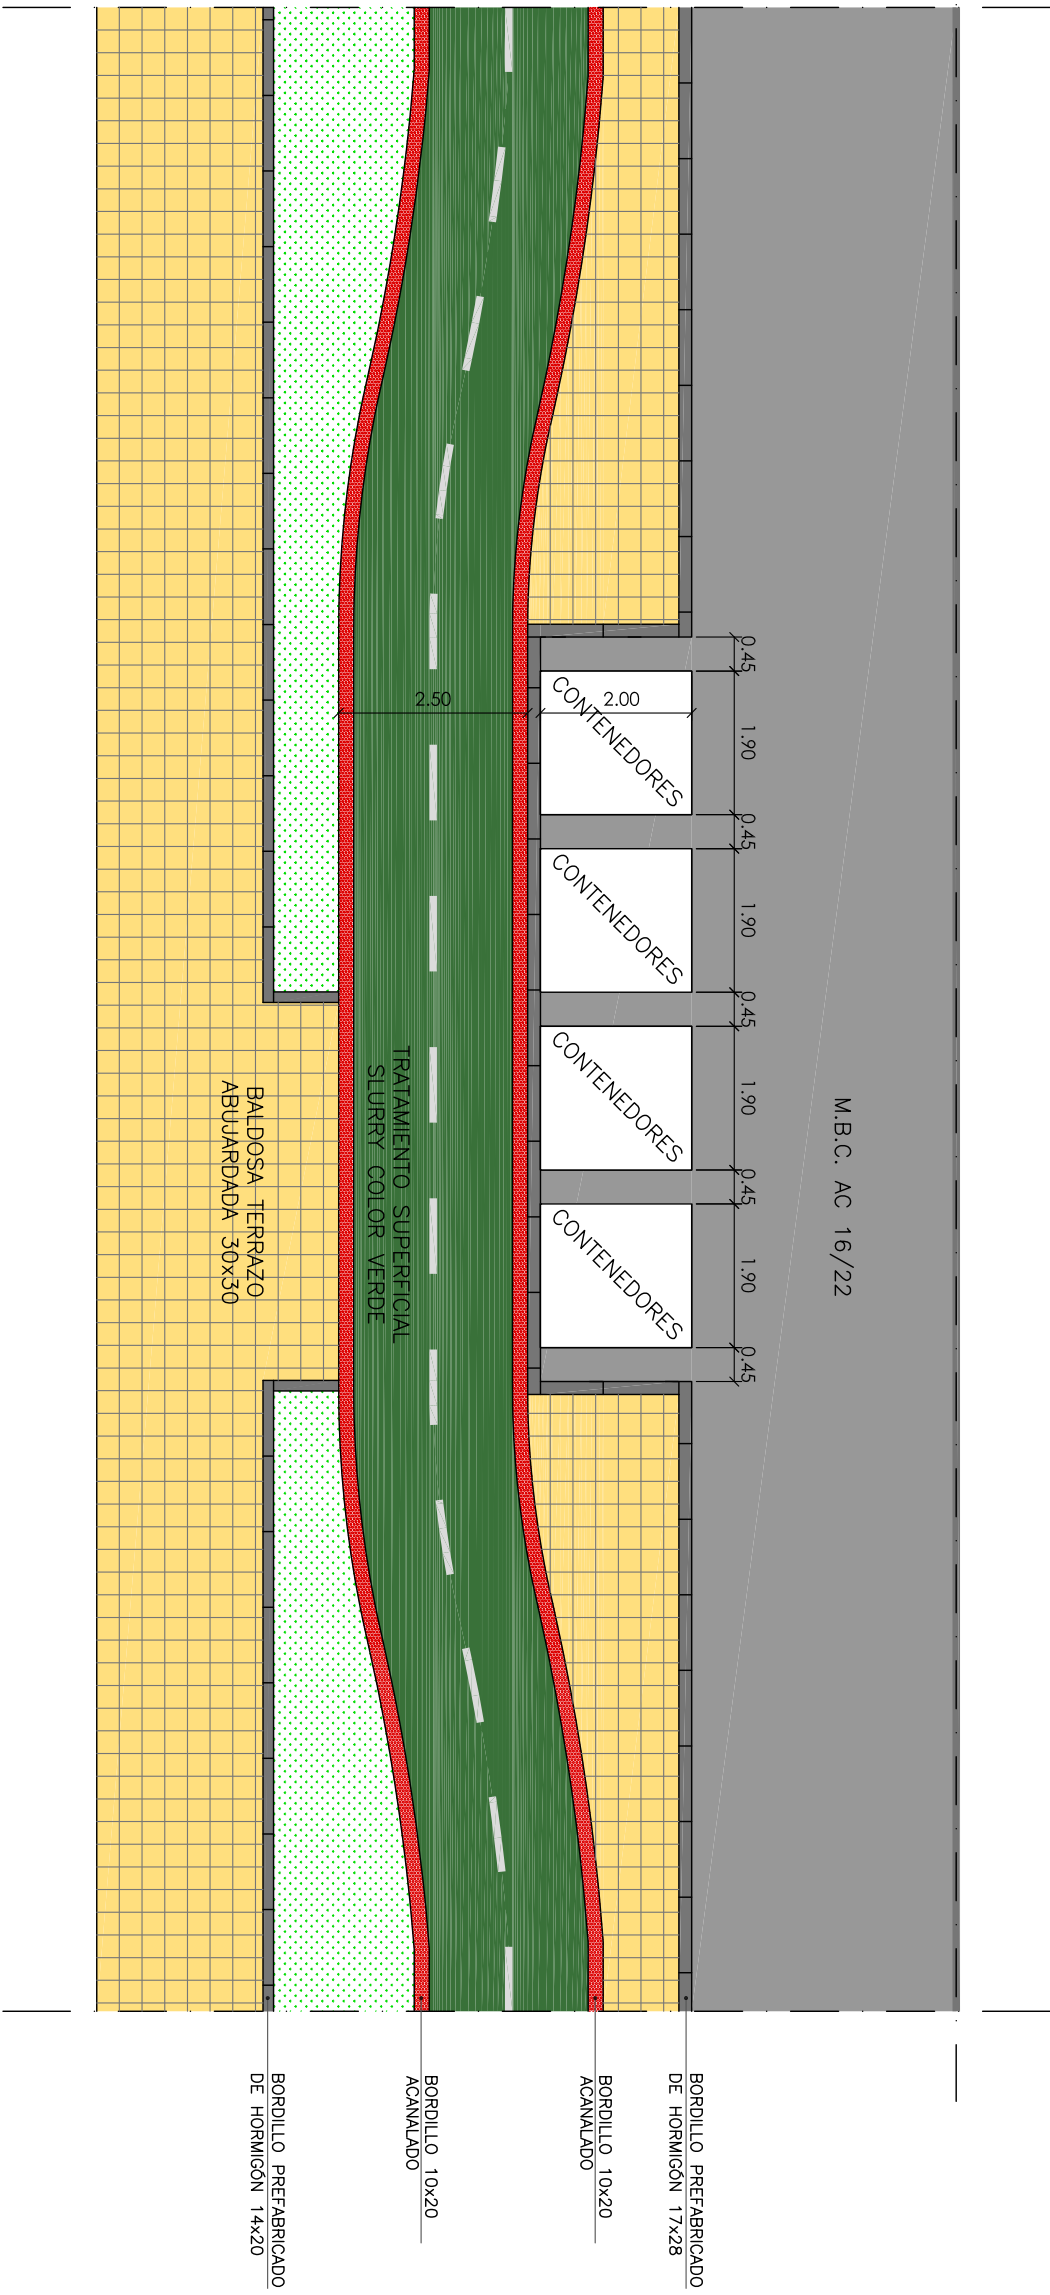 0.45
1.90
0.45
1.90
0.45
1.90
0.45
1.90
0.45
2.50
2.00
CONTENEDORES
CONTENEDORES
CONTENEDORES
CONTENEDORES
M.B.C. AC 16/22
TRATAMIENTO SUPERFICIAL
SLURRY COLOR VERDE
BALDOSA TERRAZO
ABUJARDADA 30x30
BORDILLO PREFABRICADO
DE HORMIGÓN 17x28
BORDILLO 10x20
ACANALADO
BORDILLO 10x20
ACANALADO
BORDILLO PREFABRICADO
DE HORMIGÓN 14x20